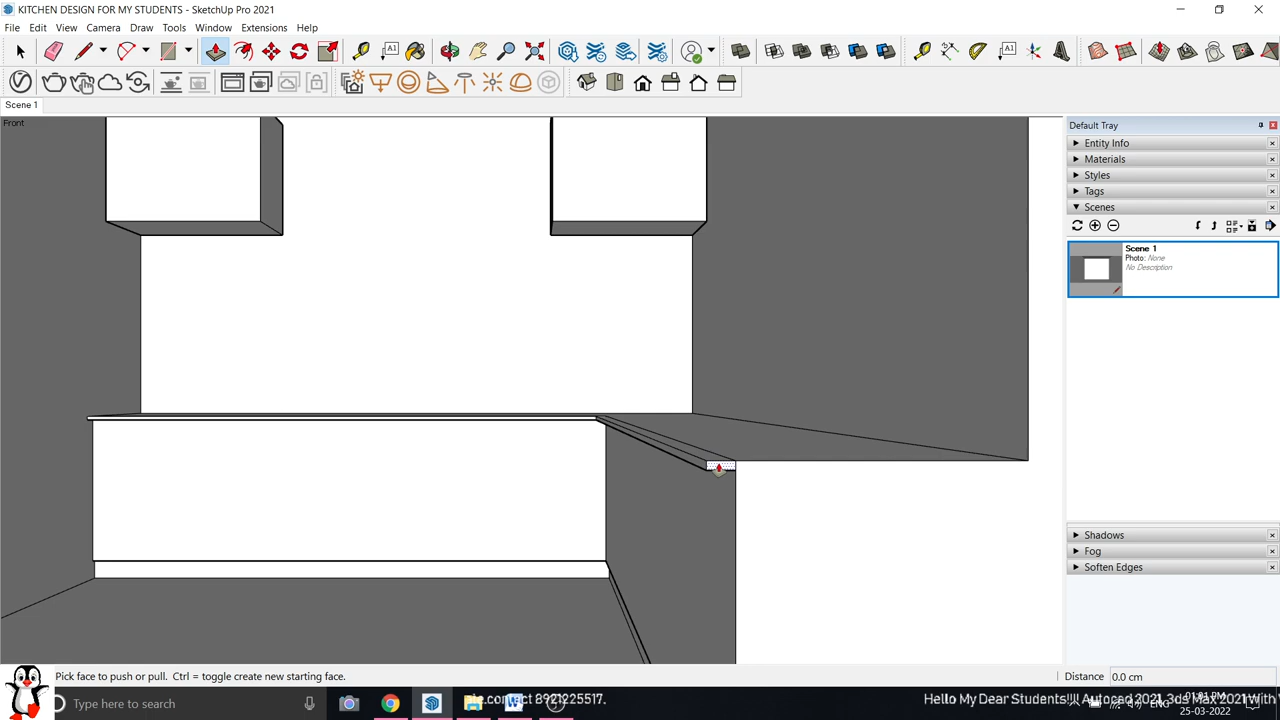 KITCHEN DESIGN FOR MY STUDENTS - SketchUp Pro 2021
File Edit View Camera Draw Tools Window Extensions Help
Scene 1
Front
Default Tray
Entity Info
Materials
Styles
Tags
Scenes
Scene 1
Photo: None
No Description
Shadows
Fog
Soften Edges
Pick face to push or pull. Ctrl = toggle create new starting face.
Distance 0.0 cm
Type here to search
contact 8921225517.
Hello My Dear Students!!! Autocad 2021,3ds Max 2021 With
01:01 PM
ENG
25-03-2022